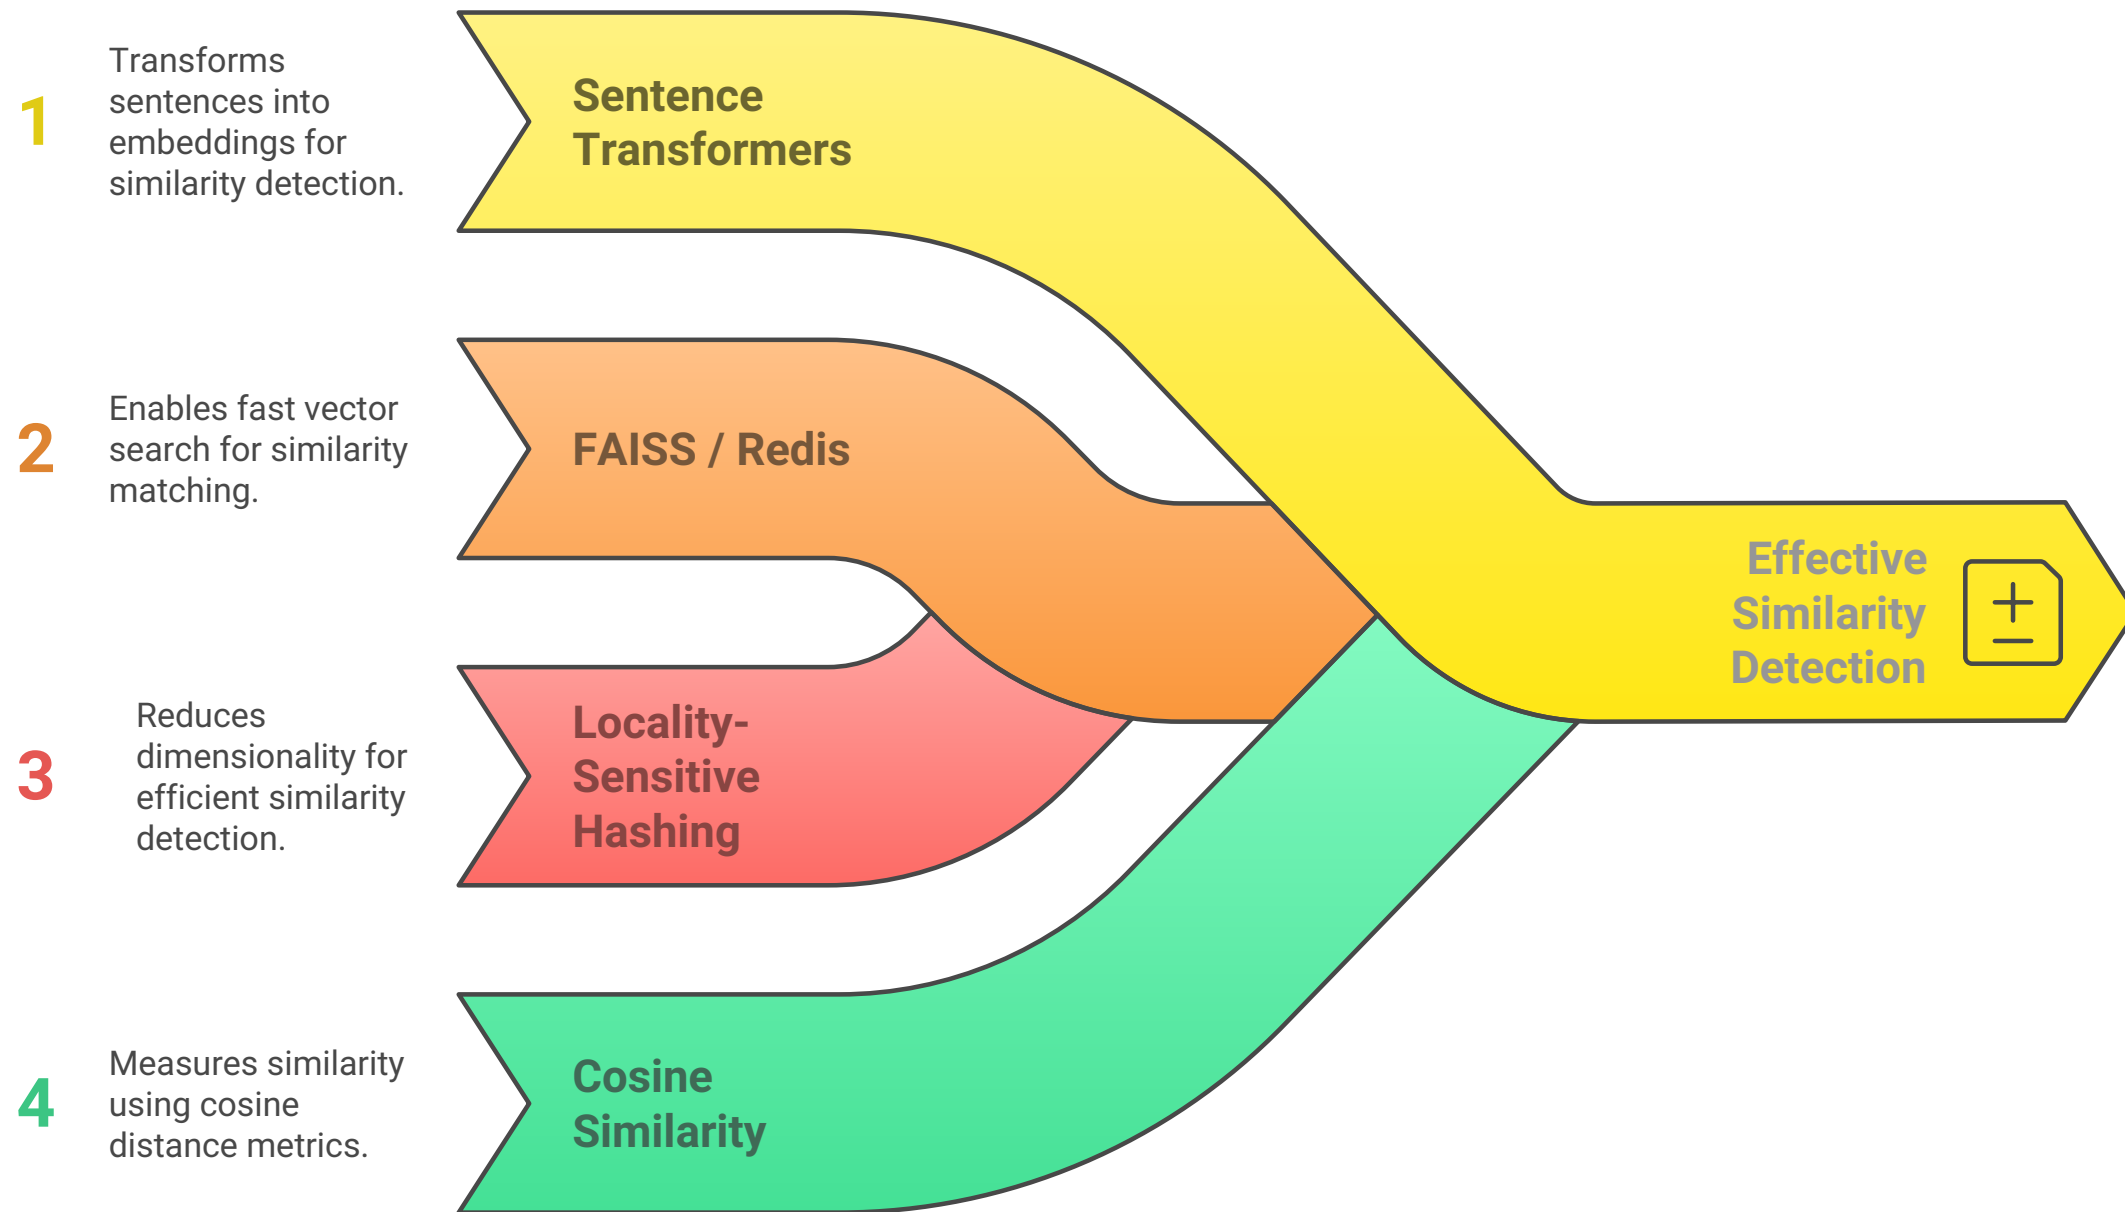 1
Transforms
sentences into
embeddings for
similarity detection.
Sentence
Transformers
2
Enables fast vector
search for similarity
matching.
FAISS / Redis
3
Reduces
dimensionality for
efficient similarity
detection.
Locality-
Sensitive
Hashing
4
Measures similarity
using cosine
distance metrics.
Cosine
Similarity
Effective
Similarity
Detection